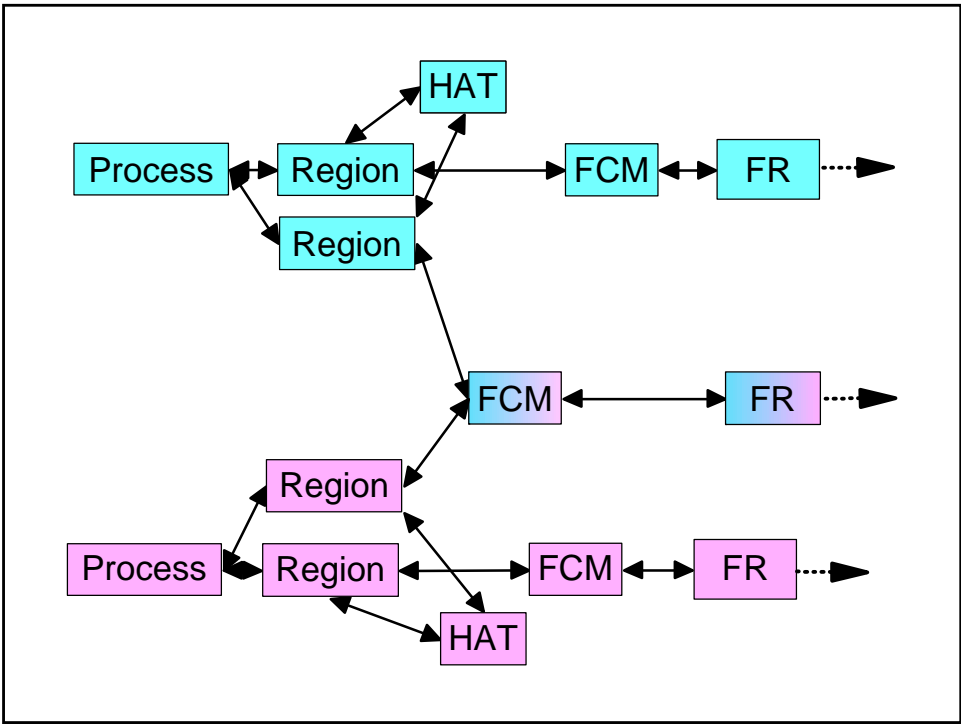 HAT
Process
Region
FCM
FR
Region
FCM
FR
Region
Process
Region
FCM
FR
HAT